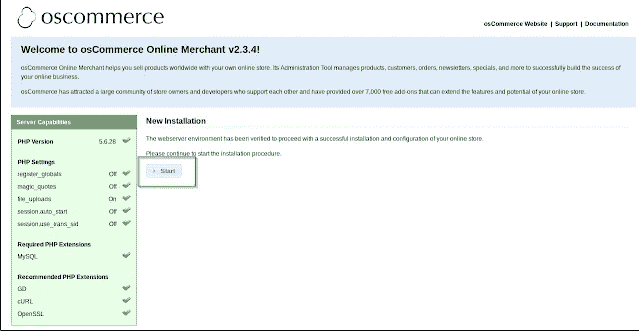 oscommerce
osCommerce Website | Support | Documentation
Welcome to osCommerce Online Merchant v2.3.4!
osCommerce Online Merchant helps you sell products worldwide with your own online store. Its Administration Tool manages products, customers, orders, newsletters, specials, and more to successfully build the success of
your online business.
osCommerce has attracted a large community of store owners and developers who support each other and have provided over 7,000 free add-ons that can extend the features and potential of your online store.
Server Capabilities
PHP Version 5.6.28
PHP Settings
register_globals Off
magic_quotes Off
file_uploads On
session.auto_start Off
session.use_trans_sid Off
Required PHP Extensions
MySQL
Recommended PHP Extensions
GD
cURL
OpenSSL
New Installation
The webserver environment has been verified to proceed with a successful installation and configuration of your online store.
Please continue to start the installation procedure.
Start